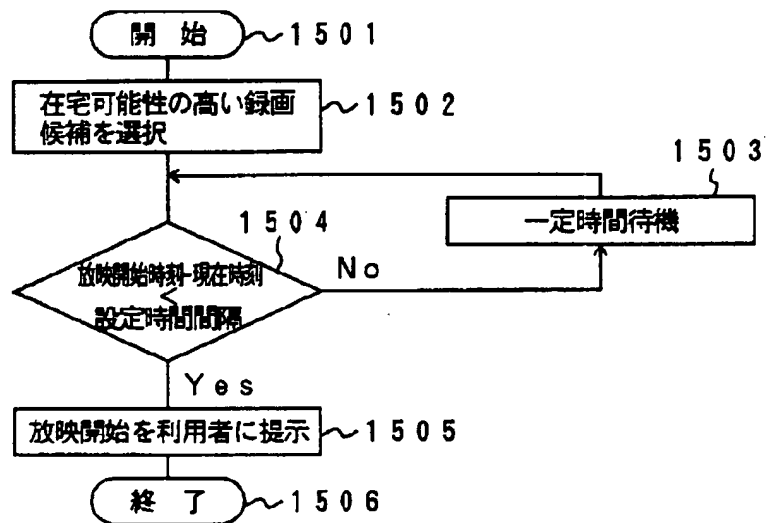 開 始 1501
在宅可能性の高い録画 1502
候補を選択
1503
一定時間待機
1504
放映開始時刻-現在時刻
<
設定時間間隔
No
Yes
放映開始を利用者に提示 1505
終 了 1506